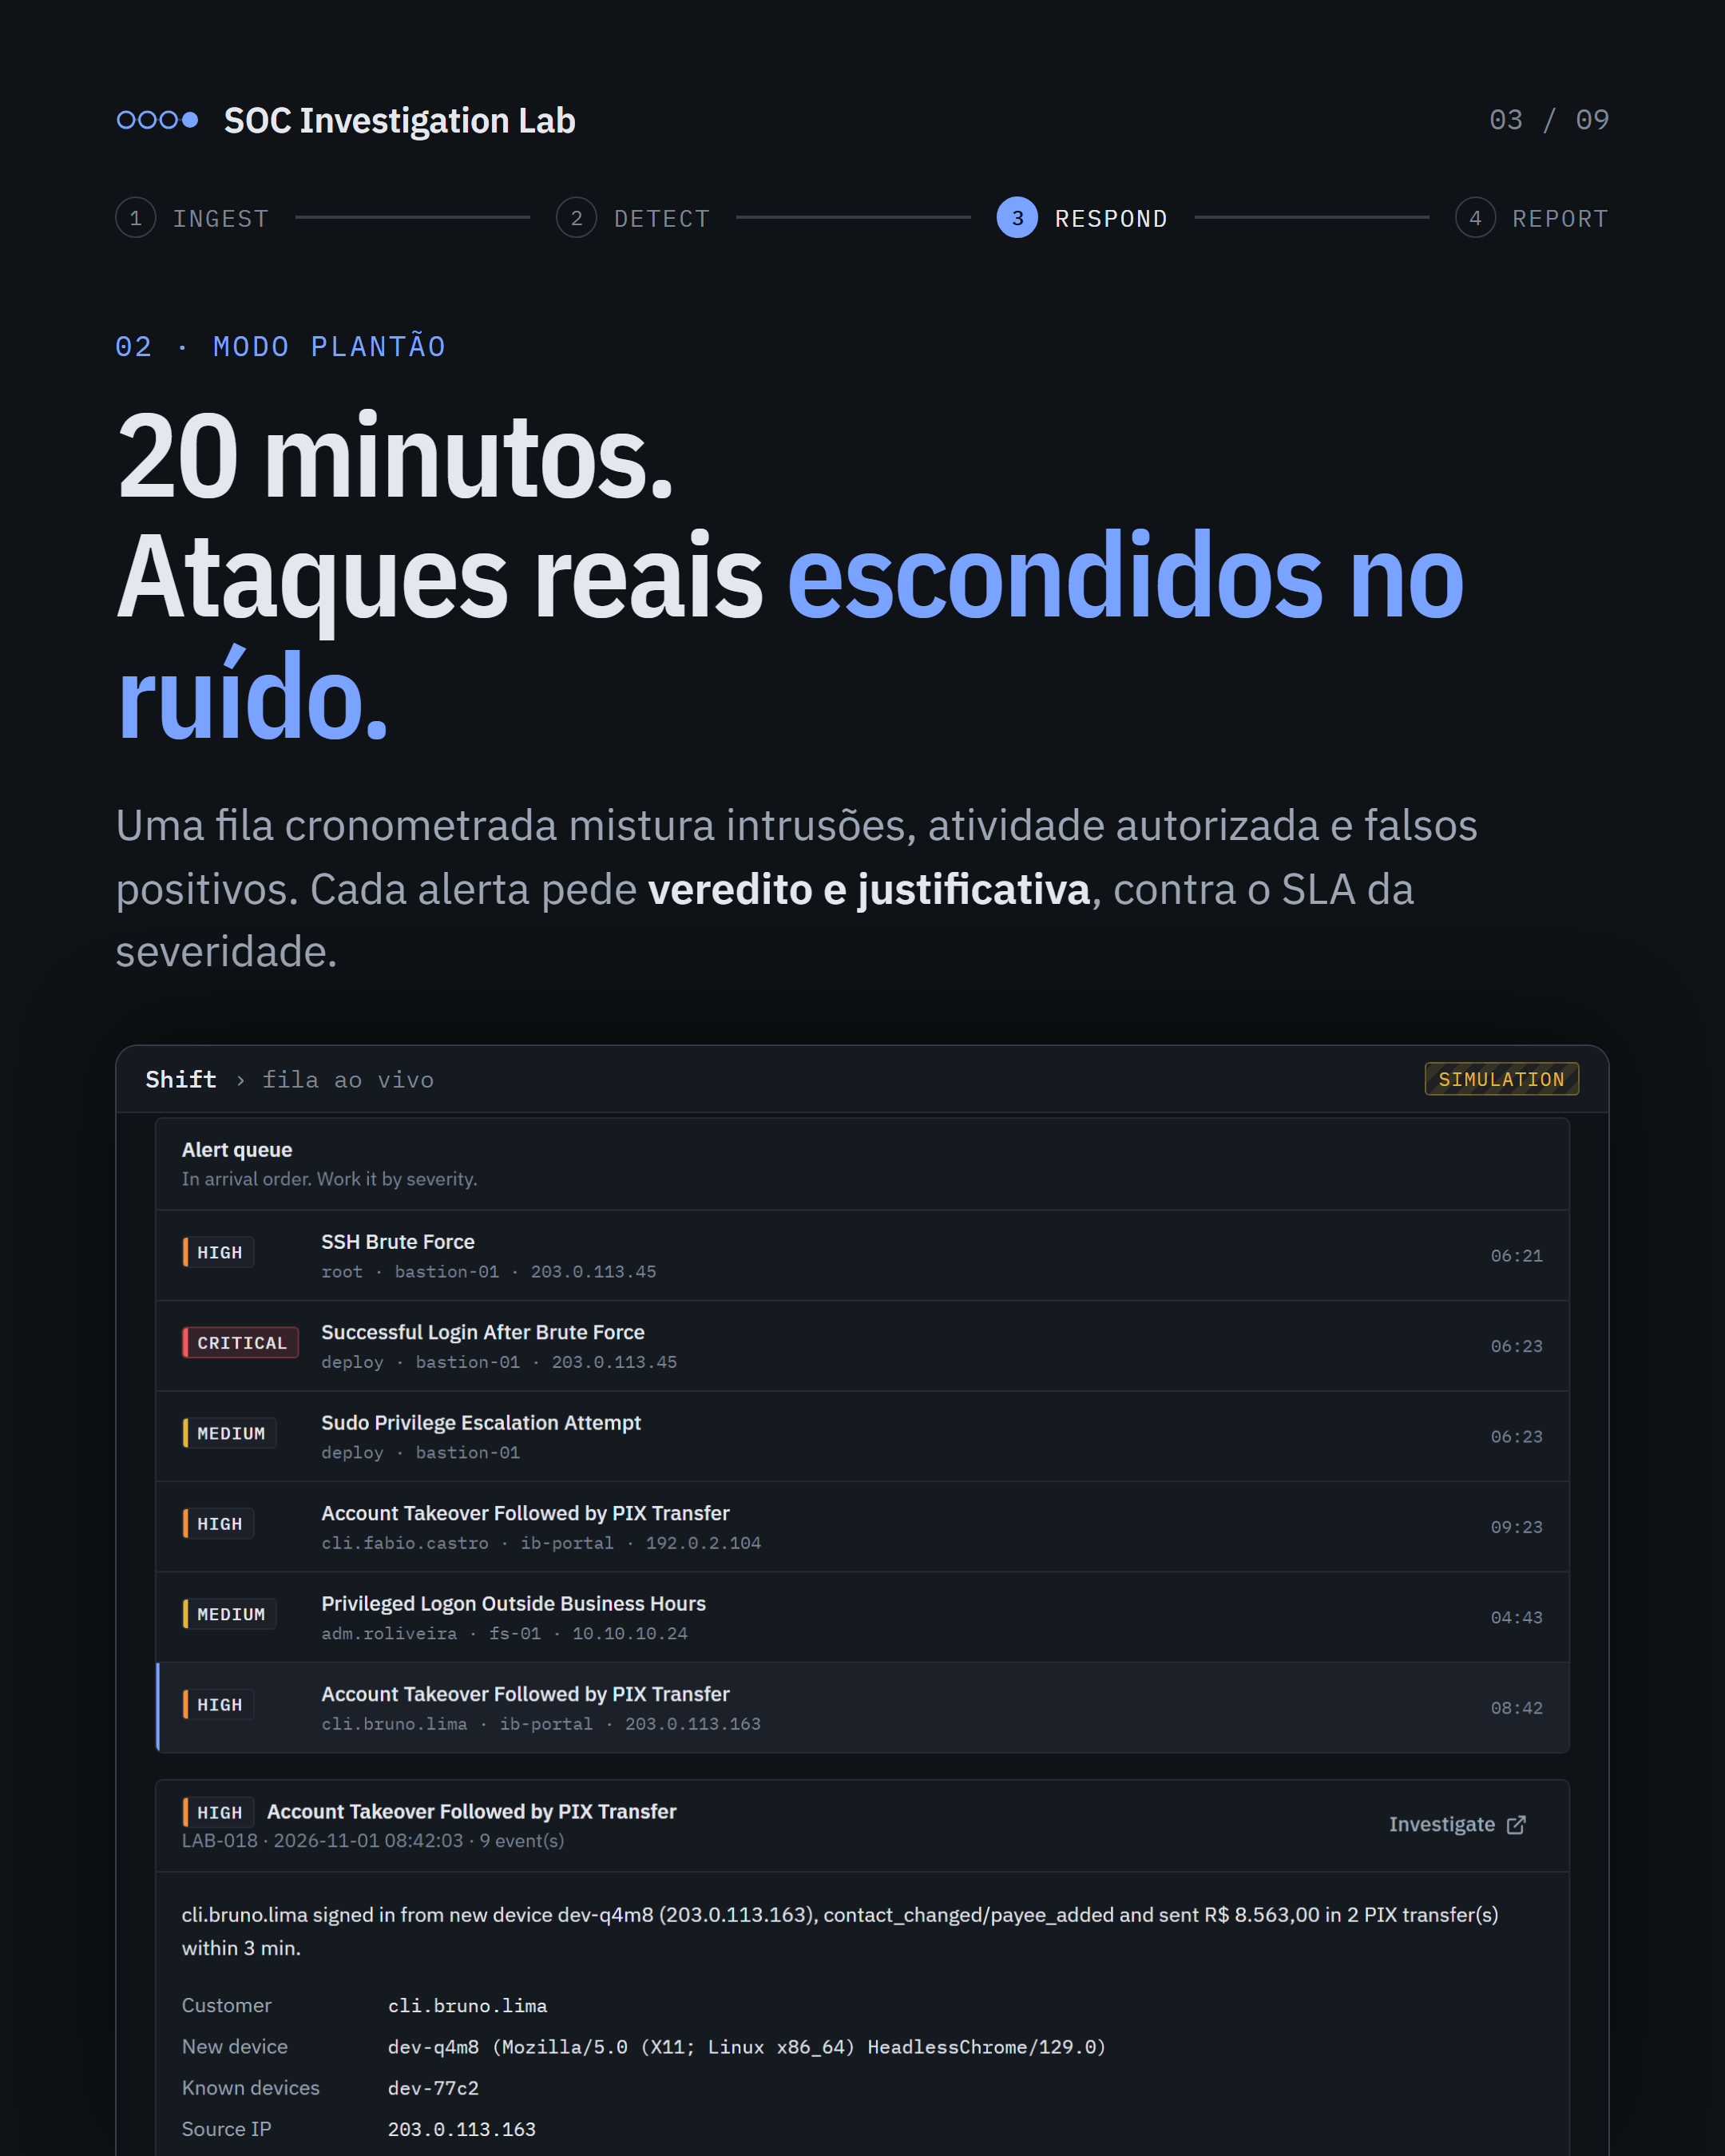 SOC Investigation Lab
03 / 09
1 INGEST
2 DETECT
3 RESPOND
4 REPORT
02 · MODO PLANTÃO
20 minutos.
Ataques reais escondidos no
ruído.
Uma fila cronometrada mistura intrusões, atividade autorizada e falsos
positivos. Cada alerta pede veredito e justificativa, contra o SLA da
severidade.
Shift › fila ao vivo
SIMULATION
Alert queue
In arrival order. Work it by severity.
HIGH
SSH Brute Force
root · bastion-01 · 203.0.113.45
06:21
CRITICAL
Successful Login After Brute Force
deploy · bastion-01 · 203.0.113.45
06:23
MEDIUM
Sudo Privilege Escalation Attempt
deploy · bastion-01
06:23
HIGH
Account Takeover Followed by PIX Transfer
cli.fabio.castro · ib-portal · 192.0.2.104
09:23
MEDIUM
Privileged Logon Outside Business Hours
adm.roliveira · fs-01 · 10.10.10.24
04:43
HIGH
Account Takeover Followed by PIX Transfer
cli.bruno.lima · ib-portal · 203.0.113.163
08:42
HIGH Account Takeover Followed by PIX Transfer
LAB-018 · 2026-11-01 08:42:03 · 9 event(s)
Investigate
cli.bruno.lima signed in from new device dev-q4m8 (203.0.113.163), contact_changed/payee_added and sent R$ 8.563,00 in 2 PIX transfer(s)
within 3 min.
Customer cli.bruno.lima
New device dev-q4m8 (Mozilla/5.0 (X11; Linux x86_64) HeadlessChrome/129.0)
Known devices dev-77c2
Source IP 203.0.113.163